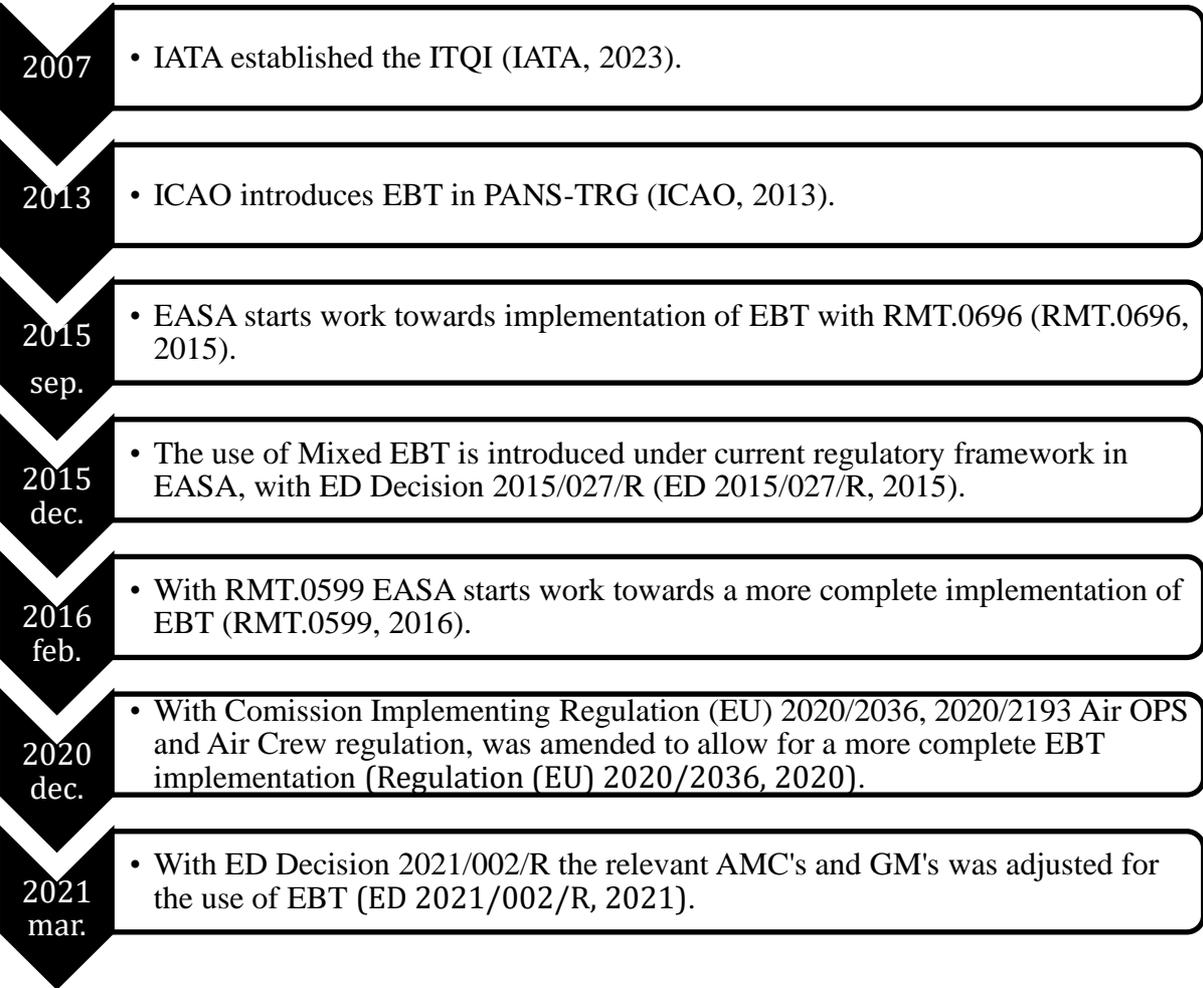 2007
• IATA established the ITQI (IATA, 2023).
2013
• ICAO introduces EBT in PANS-TRG (ICAO, 2013).
2015
sep.
• EASA starts work towards implementation of EBT with RMT.0696 (RMT.0696,
2015).
2015
dec.
• The use of Mixed EBT is introduced under current regulatory framework in
EASA, with ED Decision 2015/027/R (ED 2015/027/R, 2015).
2016
feb.
• With RMT.0599 EASA starts work towards a more complete implementation of
EBT (RMT.0599, 2016).
2020
dec.
• With Comission Implementing Regulation (EU) 2020/2036, 2020/2193 Air OPS
and Air Crew regulation, was amended to allow for a more complete EBT
implementation (Regulation (EU) 2020/2036, 2020).
2021
mar.
• With ED Decision 2021/002/R the relevant AMC's and GM's was adjusted for
the use of EBT (ED 2021/002/R, 2021).